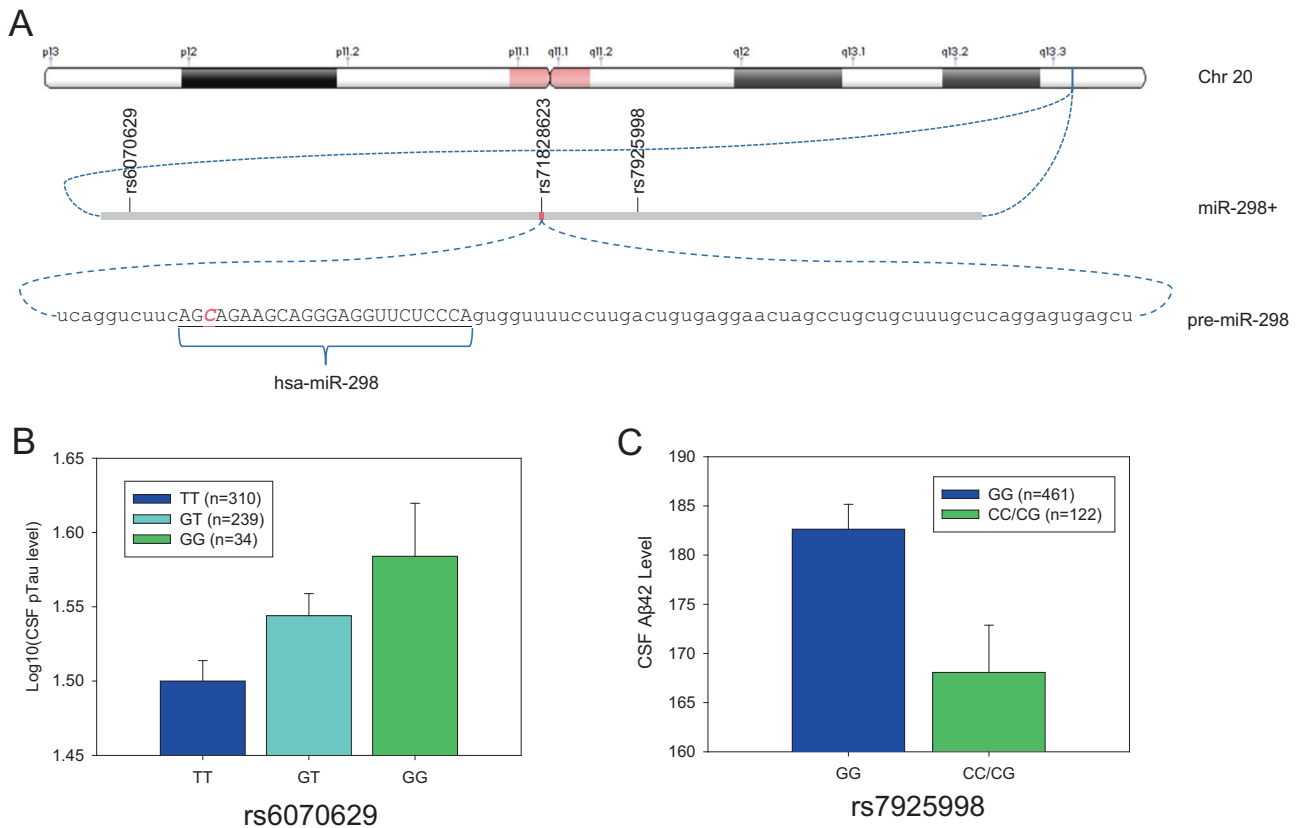 A
p13 p12 p11.2 p11.1 q11.1 q11.2 q12 q13.1 q13.2 q13.3
Chr 20
rs6070629
rs71828623
rs7925998
miR-298+
ucaggucuucAGCAGAAGCAGGGAGGUUCUCCCAgugguuuuccuugacugugaggaacuagccugcugcuuugcucaggagugagcu
pre-miR-298
hsa-miR-298
B
1.65
1.60
1.55
1.50
1.45
Log10(CSF pTau level)
TT (n=310)
GT (n=239)
GG (n=34)
TT GT GG
rs6070629
C
190
185
180
175
170
165
160
CSF Aβ42 Level
GG (n=461)
CC/CG (n=122)
GG CC/CG
rs7925998